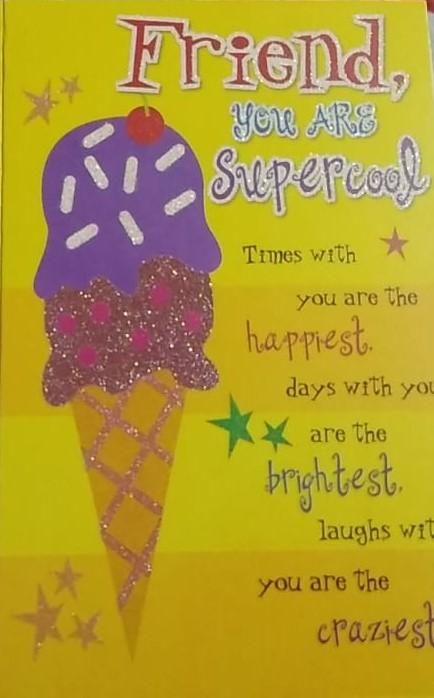 Friend,
YOU ARE
Supercool
Times with
you are the
happiest.
days with you
are the
brightest.
laughs wit
you are the
craziest